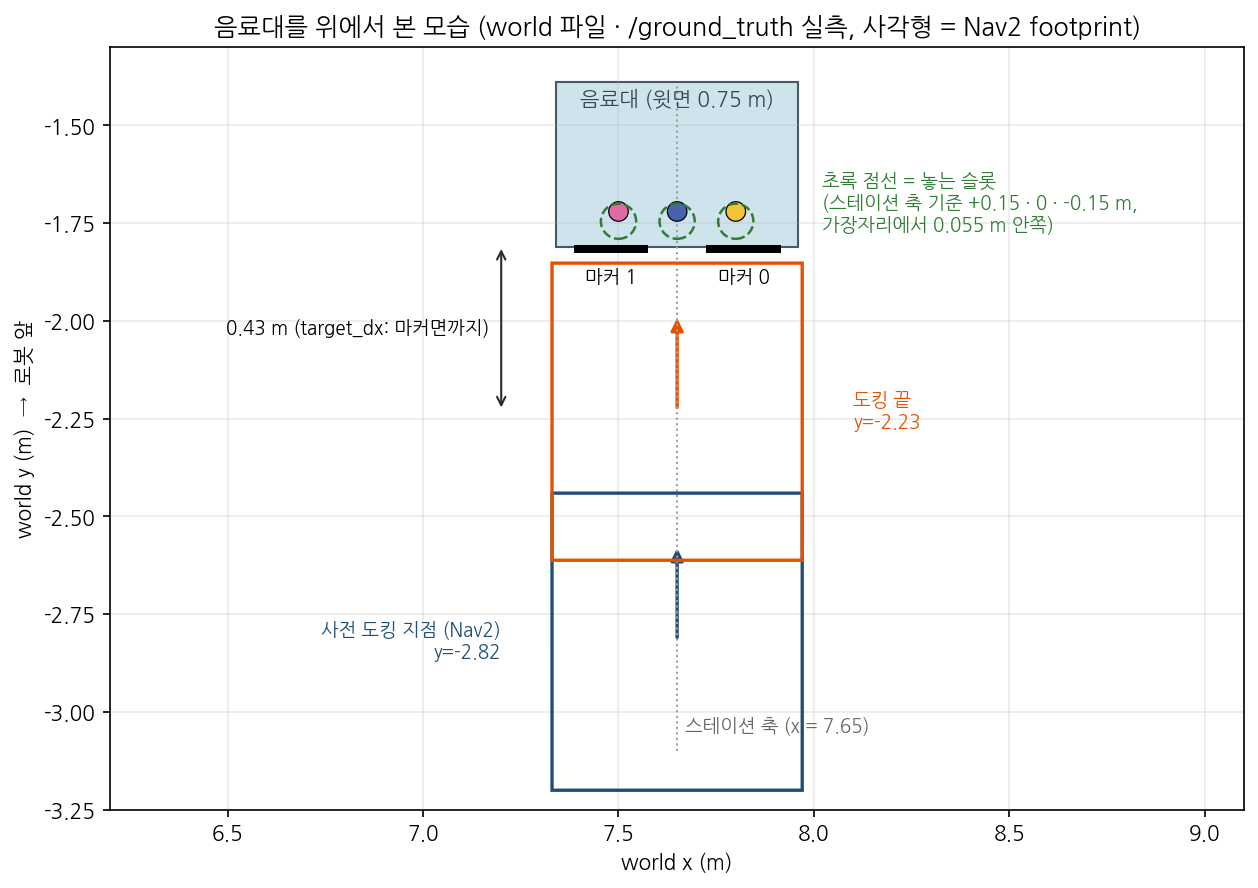 음료대를 위에서 본 모습 (world 파일 · /ground_truth 실측, 사각형 = Nav2 footprint)
음료대 (윗면 0.75 m)
초록 점선 = 놓는 슬롯
(스테이션 축 기준 +0.15 · 0 · -0.15 m,
가장자리에서 0.055 m 안쪽)
마커 1
마커 0
0.43 m (target_dx: 마커면까지)
도킹 끝
y=-2.23
사전 도킹 지점 (Nav2)
y=-2.82
스테이션 축 (x = 7.65)
world y (m) → 로봇 앞
-1.50
-1.75
-2.00
-2.25
-2.50
-2.75
-3.00
-3.25
6.5
7.0
7.5
8.0
8.5
9.0
world x (m)